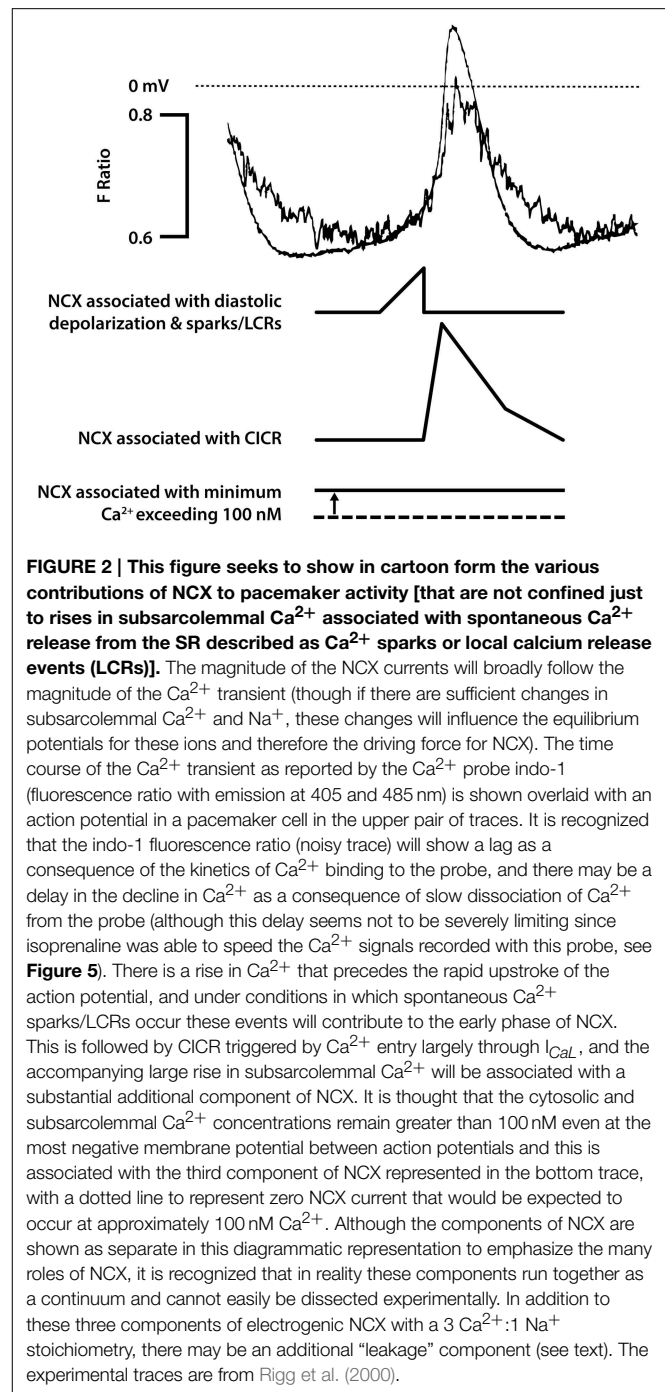 0 mV
0.8
F Ratio
0.6
NCX associated with diastolic
depolarization & sparks/LCRs
NCX associated with CICR
NCX associated with minimum
Ca²⁺ exceeding 100 nM
FIGURE 2 | This figure seeks to show in cartoon form the various
contributions of NCX to pacemaker activity [that are not confined just
to rises in subsarcolemmal Ca²⁺ associated with spontaneous Ca²⁺
release from the SR described as Ca²⁺ sparks or local calcium release
events (LCRs)]. The magnitude of the NCX currents will broadly follow the
magnitude of the Ca²⁺ transient (though if there are sufficient changes in
subsarcolemmal Ca²⁺ and Na⁺, these changes will influence the equilibrium
potentials for these ions and therefore the driving force for NCX). The time
course of the Ca²⁺ transient as reported by the Ca²⁺ probe indo-1
(fluorescence ratio with emission at 405 and 485 nm) is shown overlaid with an
action potential in a pacemaker cell in the upper pair of traces. It is recognized
that the indo-1 fluorescence ratio (noisy trace) will show a lag as a
consequence of the kinetics of Ca²⁺ binding to the probe, and there may be a
delay in the decline in Ca²⁺ as a consequence of slow dissociation of Ca²⁺
from the probe (although this delay seems not to be severely limiting since
isoprenaline was able to speed the Ca²⁺ signals recorded with this probe, see
Figure 5). There is a rise in Ca²⁺ that precedes the rapid upstroke of the
action potential, and under conditions in which spontaneous Ca²⁺
sparks/LCRs occur these events will contribute to the early phase of NCX.
This is followed by CICR triggered by Ca²⁺ entry largely through I_CaL, and the
accompanying large rise in subsarcolemmal Ca²⁺ will be associated with a
substantial additional component of NCX. It is thought that the cytosolic and
subsarcolemmal Ca²⁺ concentrations remain greater than 100 nM even at the
most negative membrane potential between action potentials and this is
associated with the third component of NCX represented in the bottom trace,
with a dotted line to represent zero NCX current that would be expected to
occur at approximately 100 nM Ca²⁺. Although the components of NCX are
shown as separate in this diagrammatic representation to emphasize the many
roles of NCX, it is recognized that in reality these components run together as
a continuum and cannot easily be dissected experimentally. In addition to
these three components of electrogenic NCX with a 3 Ca²⁺:1 Na⁺
stoichiometry, there may be an additional “leakage” component (see text). The
experimental traces are from Rigg et al. (2000).